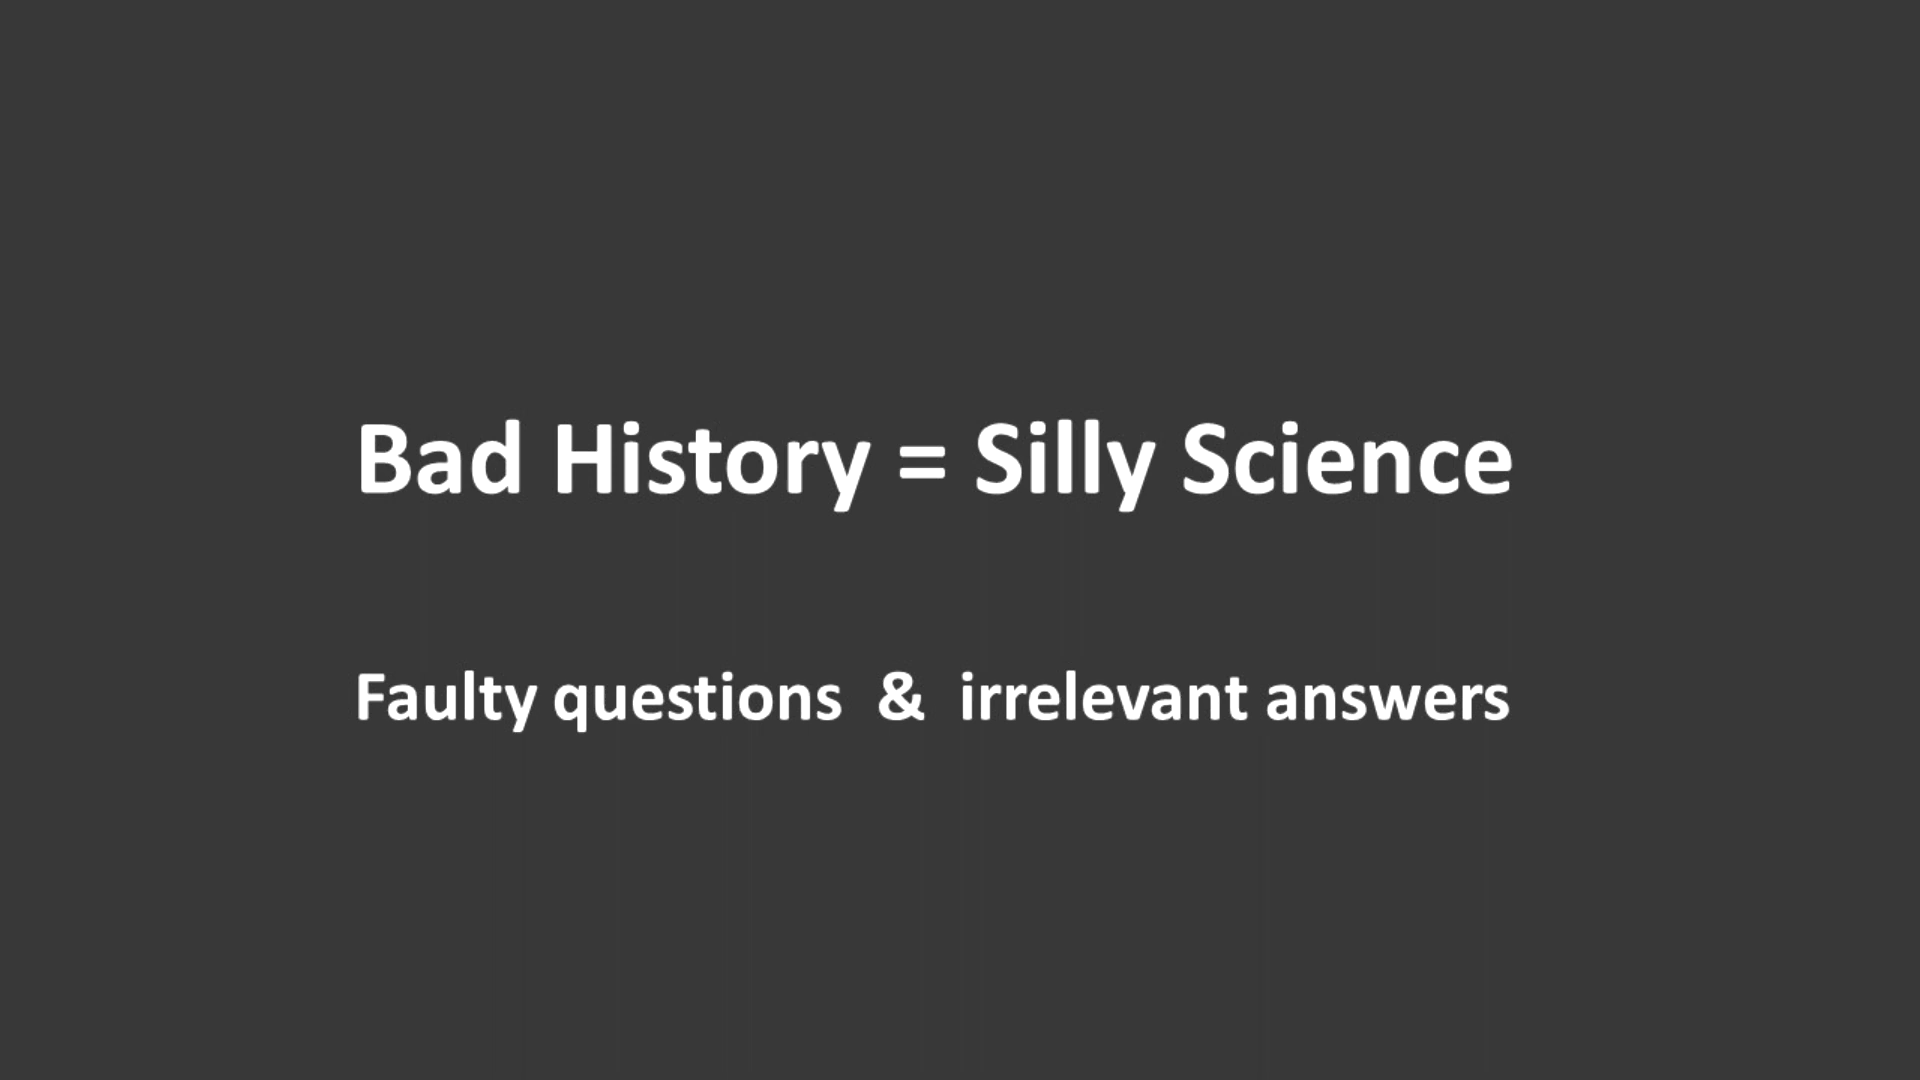 Bad History = Silly Science
Faulty questions & irrelevant answers